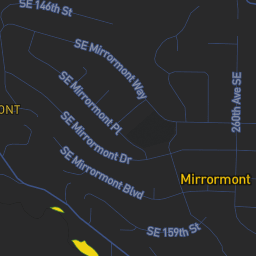 SE 146th St
SE Mirrormont Way
SE Mirrormont Pl
260th Ave SE
ONT
SE Mirrormont Dr
SE Mirrormont Blvd
Mirrormont
SE 159th St